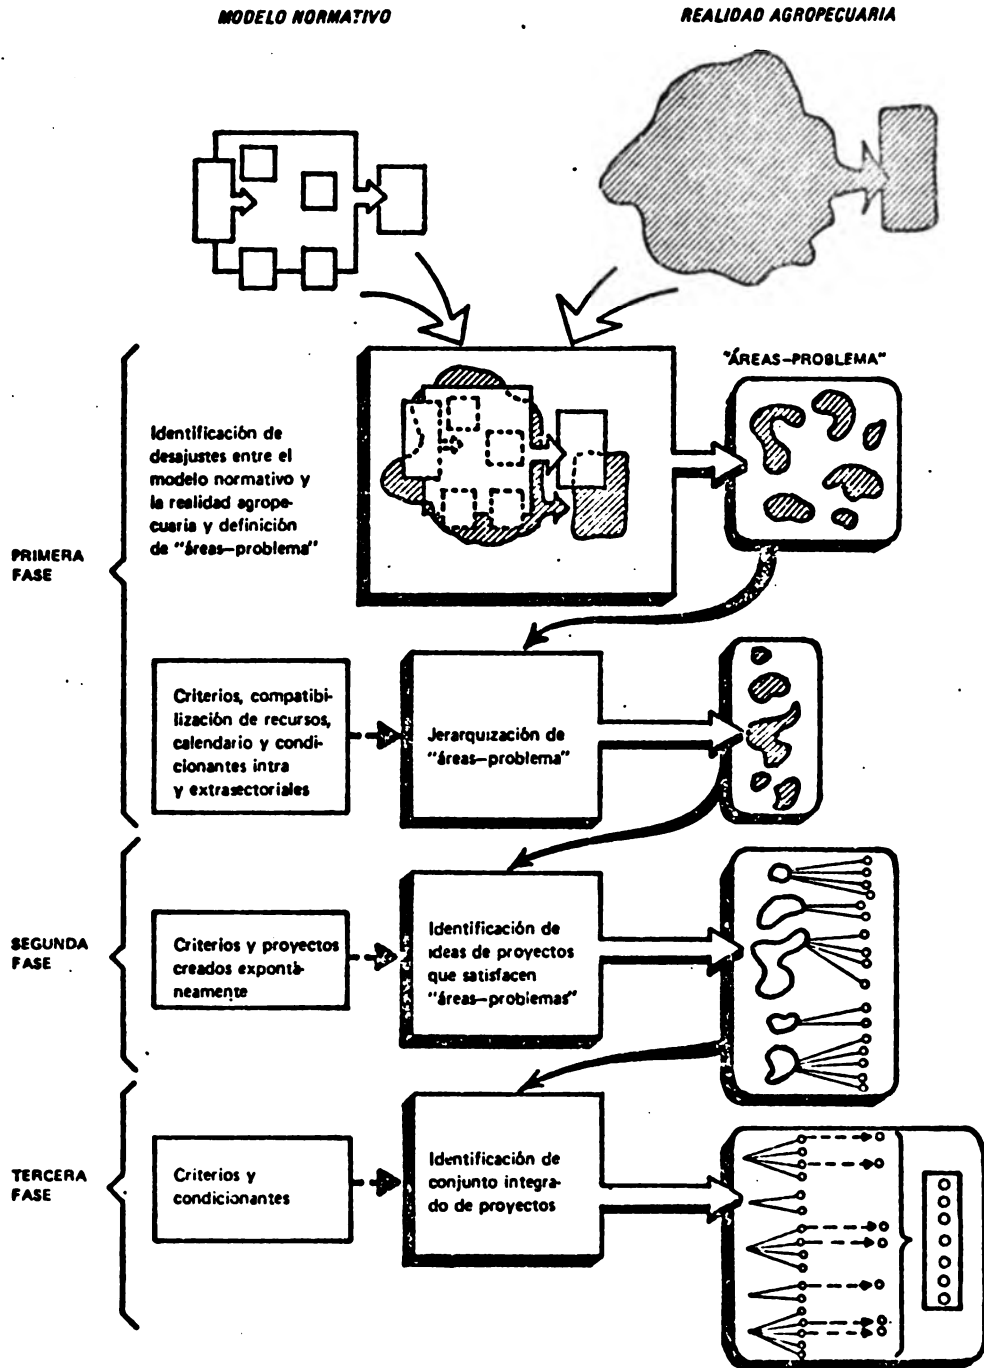 MODELO NORMATIVO
REALIDAD AGROPECUARIA
"ÁREAS-PROBLEMA"
PRIMERA
FASE
Identificación de
desajustes entre el
modelo normativo y
la realidad agrope-
cuaria y definición
de "áreas-problema"
Criterios, compatibi-
lización de recursos,
calendario y condi-
cionantes intra
y extrasectoriales
Jerarquización de
"áreas-problema"
SEGUNDA
FASE
Criterios y proyectos
creados expontá-
neamente
Identificación de
ideas de proyectos
que satisfacen
"áreas-problemas"
TERCERA
FASE
Criterios y
condicionantes
Identificación de
conjunto integra-
do de proyectos